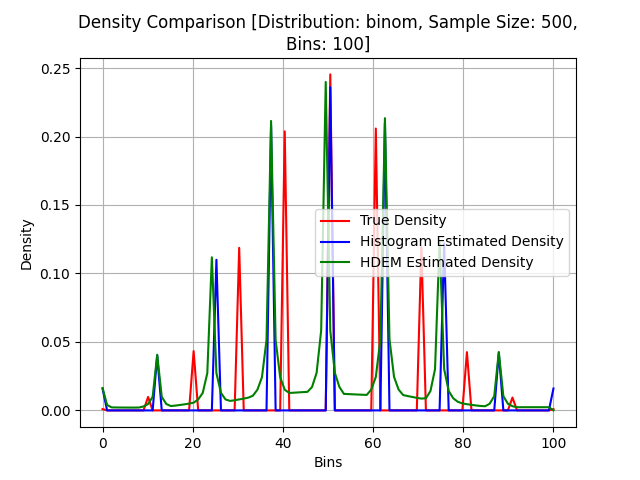 Density Comparison [Distribution: binom, Sample Size: 500,
Bins: 100]
0.25
0.20
0.15
0.10
0.05
0.00
Density
True Density
Histogram Estimated Density
HDEM Estimated Density
0 20 40 60 80 100
Bins